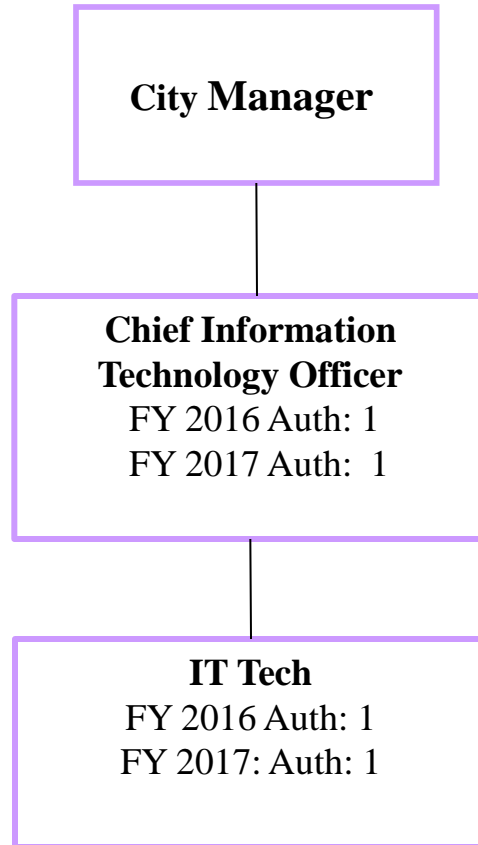 City Manager
Chief Information
Technology Officer
FY 2016 Auth: 1
FY 2017 Auth:  1
IT Tech
FY 2016 Auth: 1
FY 2017: Auth: 1